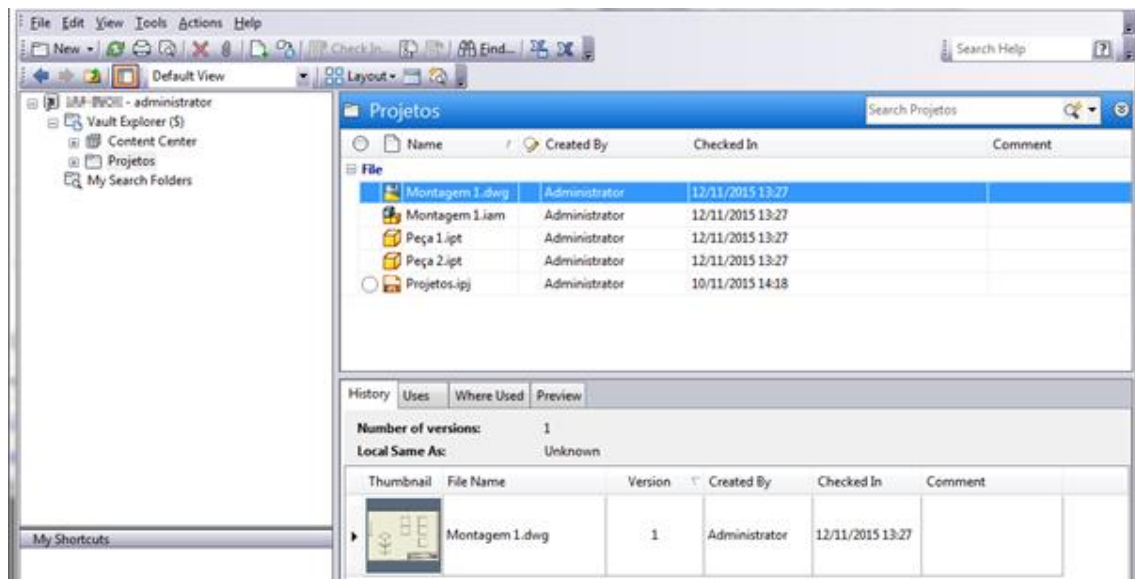 File Edit View Tools Actions Help
New Check In... Find... Search Help
Default View Layout
- administrator
Vault Explorer ($)
Content Center
Projetos
My Search Folders
My Shortcuts
Projetos Search Projetos
Name Created By Checked In Comment
File
Montagem 1.dwg Administrator 12/11/2015 13:27
Montagem 1.iam Administrator 12/11/2015 13:27
Peça 1.ipt Administrator 12/11/2015 13:27
Peça 2.ipt Administrator 12/11/2015 13:27
Projetos.ipj Administrator 10/11/2015 14:18
History Uses Where Used Preview
Number of versions: 1
Local Same As: Unknown
Thumbnail File Name Version Created By Checked In Comment
Montagem 1.dwg 1 Administrator 12/11/2015 13:27